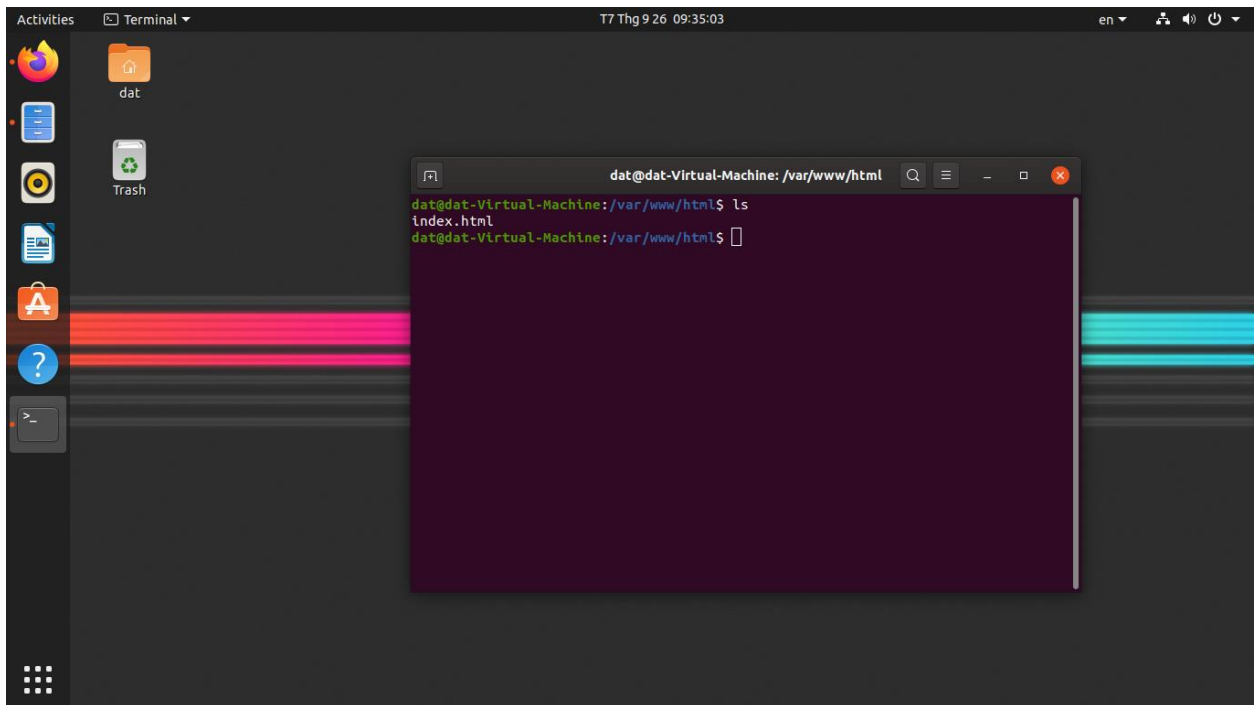 Activities Terminal T7 Thg 9 26 09:35:03 en
dat
Trash
dat@dat-Virtual-Machine: /var/www/html
dat@dat-Virtual-Machine:/var/www/html$ ls
index.html
dat@dat-Virtual-Machine:/var/www/html$